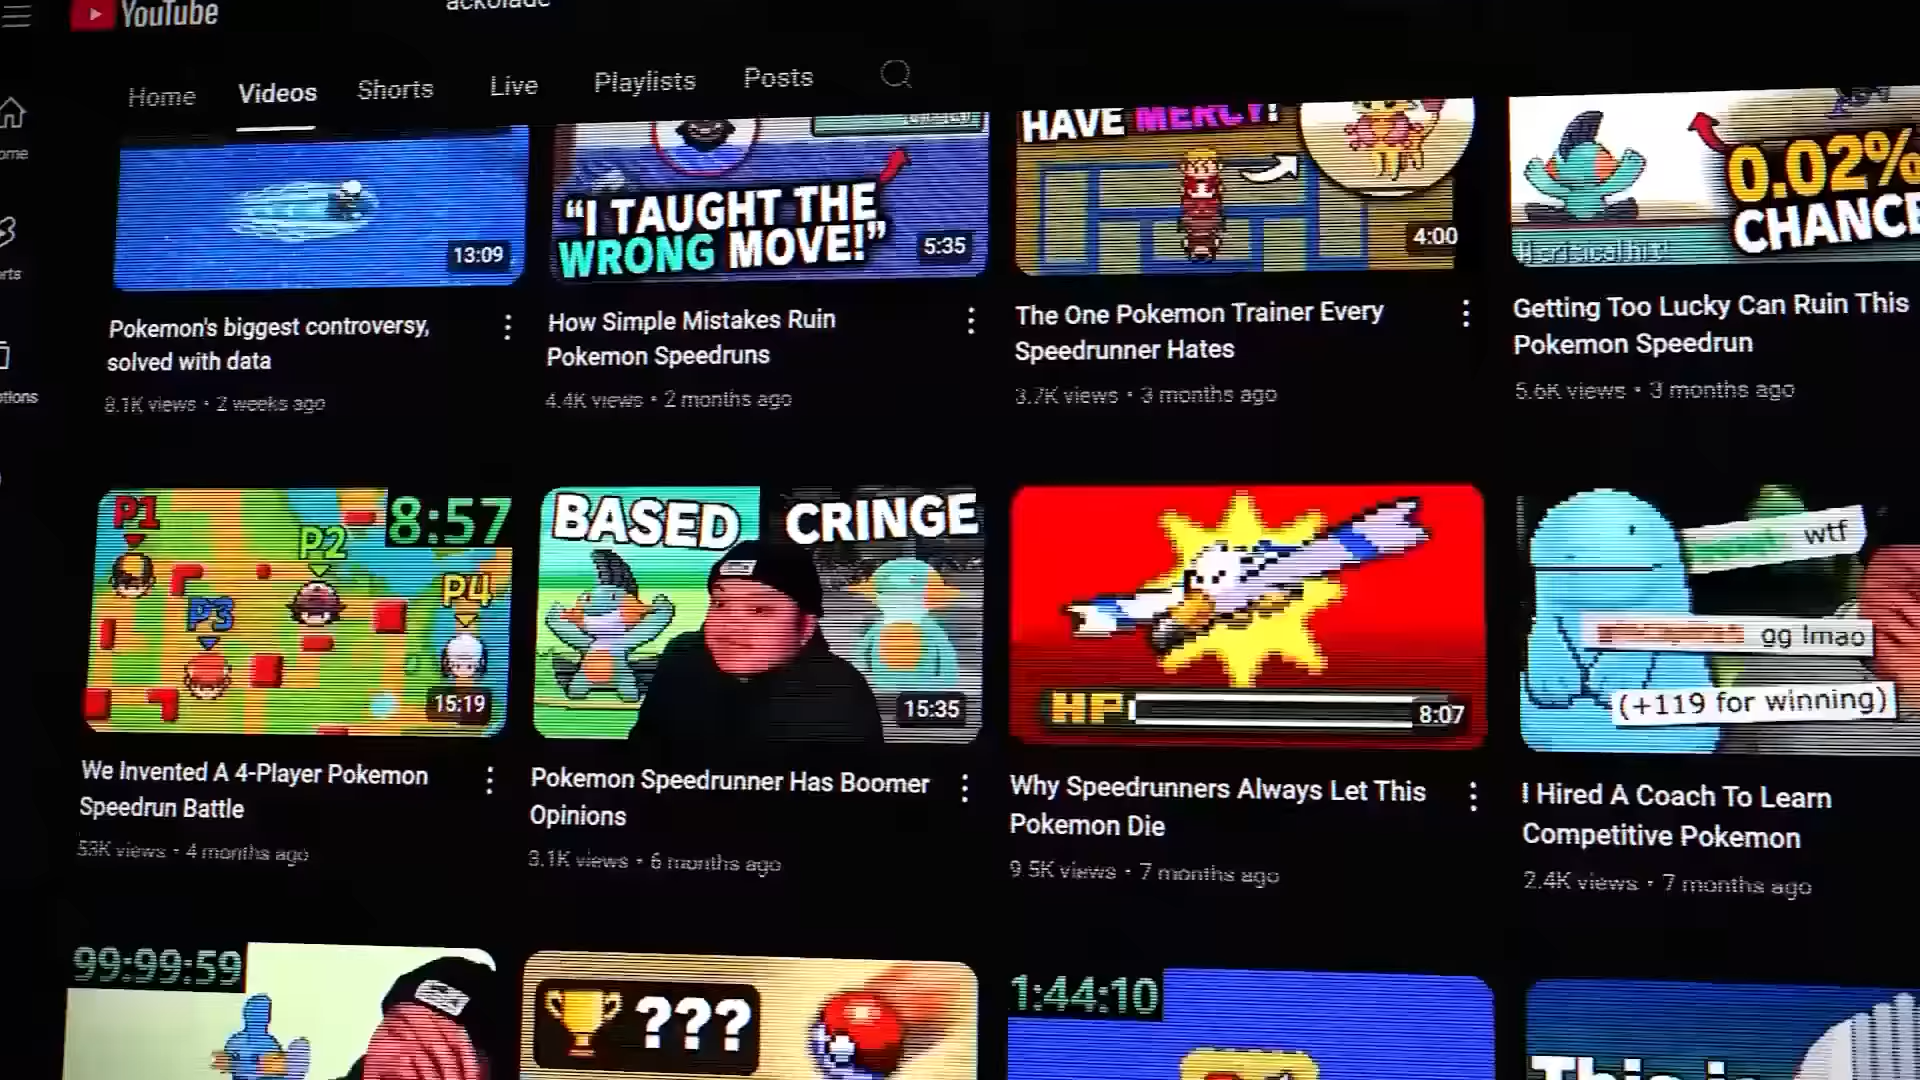 YouTube
ackolade
Home Videos Shorts Live Playlists Posts
13:09
"I TAUGHT THE
WRONG MOVE!"
5:35
HAVE MERCY!
4:00
0.02%
CHANCE
Pokemon's biggest controversy,
solved with data
8.1K views • 2 weeks ago
How Simple Mistakes Ruin
Pokemon Speedruns
4.4K views • 2 months ago
The One Pokemon Trainer Every
Speedrunner Hates
3.7K views • 3 months ago
Getting Too Lucky Can Ruin This
Pokemon Speedrun
5.6K views • 3 months ago
P1
8:57
P2
P3
P4
15:19
BASED CRINGE
15:35
HP
8:07
wtf
gg lmao
(+119 for winning)
We Invented A 4-Player Pokemon
Speedrun Battle
53K views • 4 months ago
Pokemon Speedrunner Has Boomer
Opinions
3.1K views • 6 months ago
Why Speedrunners Always Let This
Pokemon Die
9.5K views • 7 months ago
I Hired A Coach To Learn
Competitive Pokemon
2.4K views • 7 months ago
99:99:59
???
1:44:10
This is